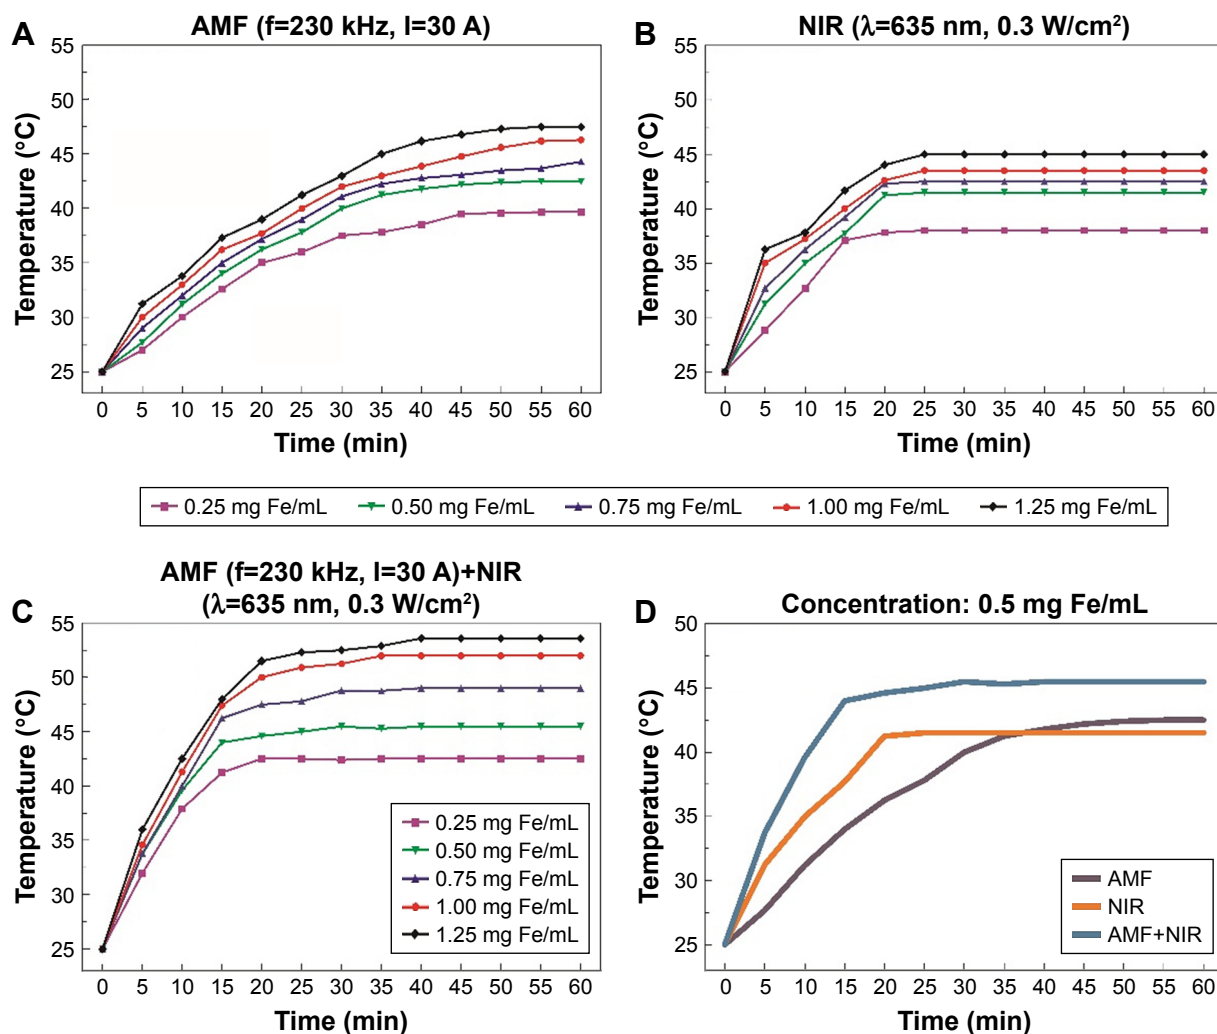 A
AMF (f=230 kHz, I=30 A)
55
50
45
40
35
30
25
Temperature (°C)
0 5 10 15 20 25 30 35 40 45 50 55 60
Time (min)
B
NIR (λ=635 nm, 0.3 W/cm²)
55
50
45
40
35
30
25
Temperature (°C)
0 5 10 15 20 25 30 35 40 45 50 55 60
Time (min)
0.25 mg Fe/mL 0.50 mg Fe/mL 0.75 mg Fe/mL 1.00 mg Fe/mL 1.25 mg Fe/mL
C
AMF (f=230 kHz, I=30 A)+NIR
(λ=635 nm, 0.3 W/cm²)
55
50
45
40
35
30
25
Temperature (°C)
0.25 mg Fe/mL
0.50 mg Fe/mL
0.75 mg Fe/mL
1.00 mg Fe/mL
1.25 mg Fe/mL
0 5 10 15 20 25 30 35 40 45 50 55 60
Time (min)
D
Concentration: 0.5 mg Fe/mL
50
45
40
35
30
25
Temperature (°C)
AMF
NIR
AMF+NIR
0 5 10 15 20 25 30 35 40 45 50 55 60
Time (min)